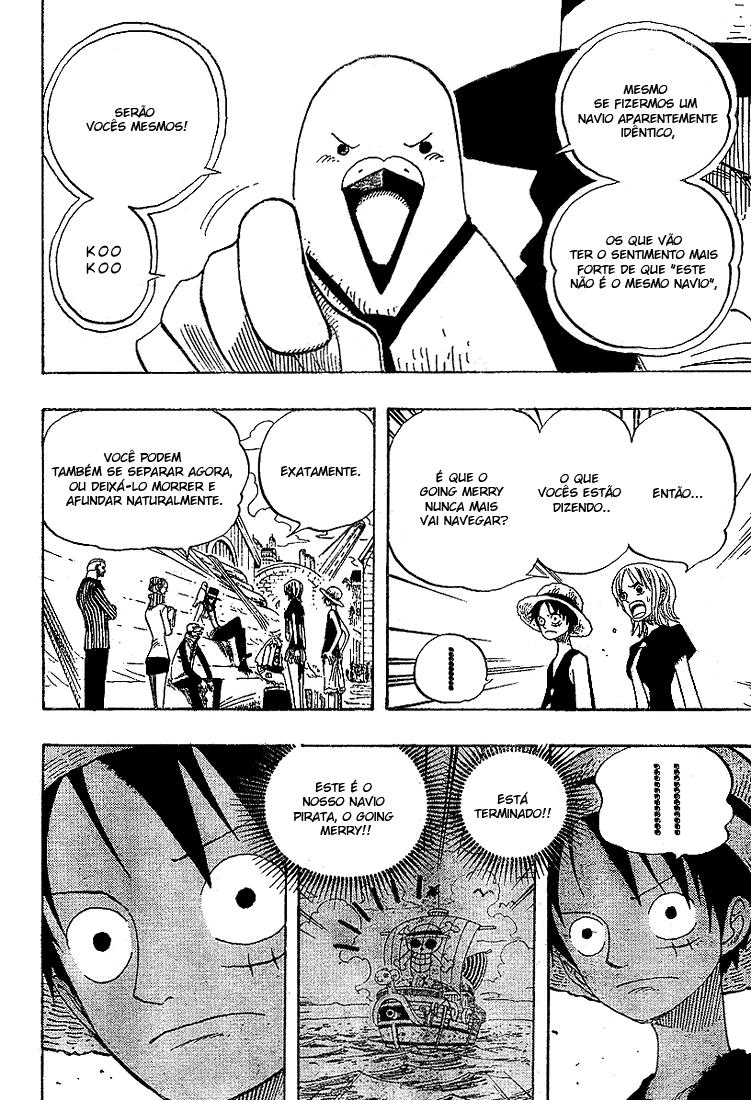 MESMO
SE FIZERMOS UM
NAVIO APARENTEMENTE
IDÊNTICO,
OS QUE VÃO
TER O SENTIMENTO MAIS
FORTE DE QUE "ESTE
NÃO É O MESMO NAVIO",
SERÃO
VOCÊS MESMOS!
KOO
KOO
ENTÃO...
O QUE
VOCÊS ESTÃO
DIZENDO..
É QUE O
GOING MERRY
NUNCA MAIS
VAI NAVEGAR?
EXATAMENTE.
VOCÊ PODEM
TAMBÉM SE SEPARAR AGORA,
OU DEIXÁ-LO MORRER E
AFUNDAR NATURALMENTE.
ESTÁ
TERMINADO!!
ESTE É O
NOSSO NAVIO
PIRATA, O GOING
MERRY!!